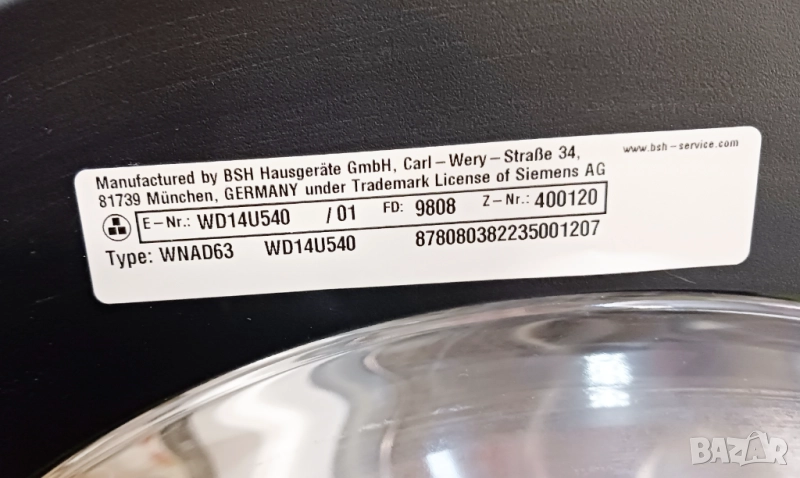 Manufactured by BSH Hausgeräte GmbH, Carl-Wery-Straße 34,
www.bsh-service.com
81739 München, GERMANY under Trademark License of Siemens AG
E-Nr.: WD14U540 /01 FD: 9808 Z-Nr.: 400120
Type: WNAD63 WD14U540 878080382235001207
BAZAR